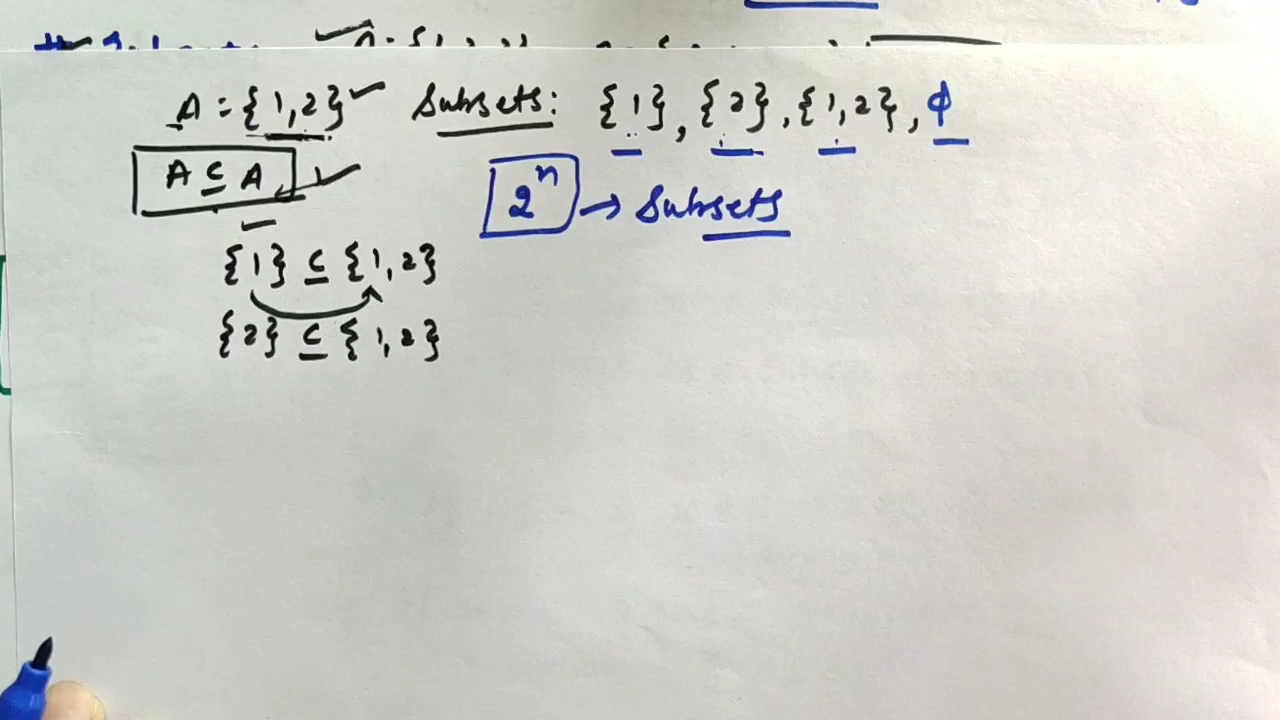 A = {1,2} Subsets: {1}, {2}, {1,2}, ϕ
A ⊆ A
2ⁿ → Subsets
{1} ⊆ {1,2}
{2} ⊆ {1,2}